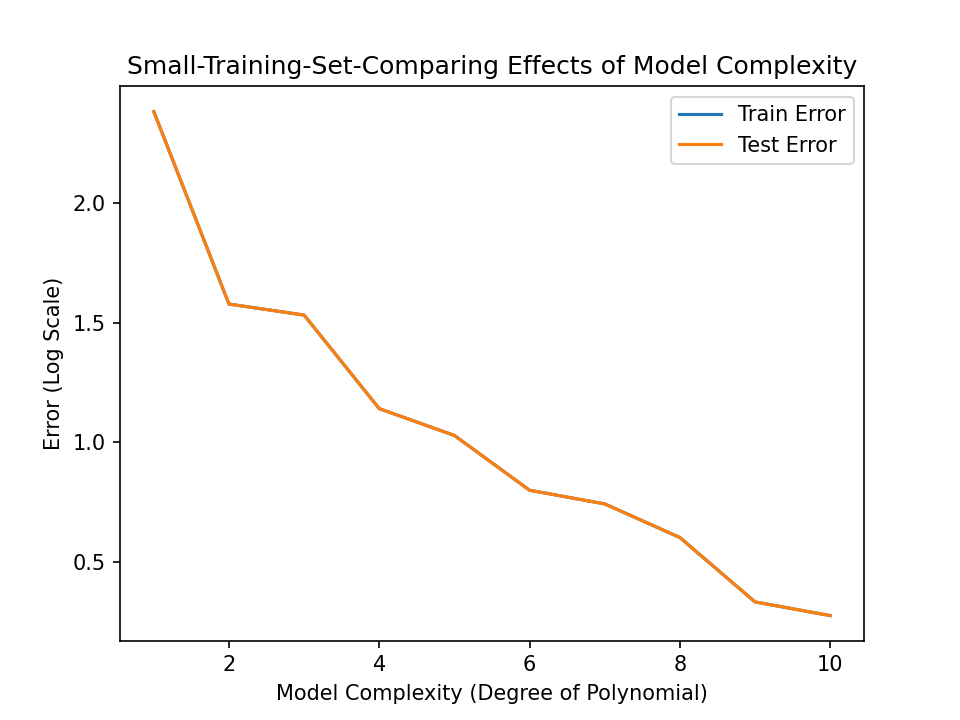 Small-Training-Set-Comparing Effects of Model Complexity
Train Error
Test Error
Error (Log Scale)
2.0
1.5
1.0
0.5
2 4 6 8 10
Model Complexity (Degree of Polynomial)